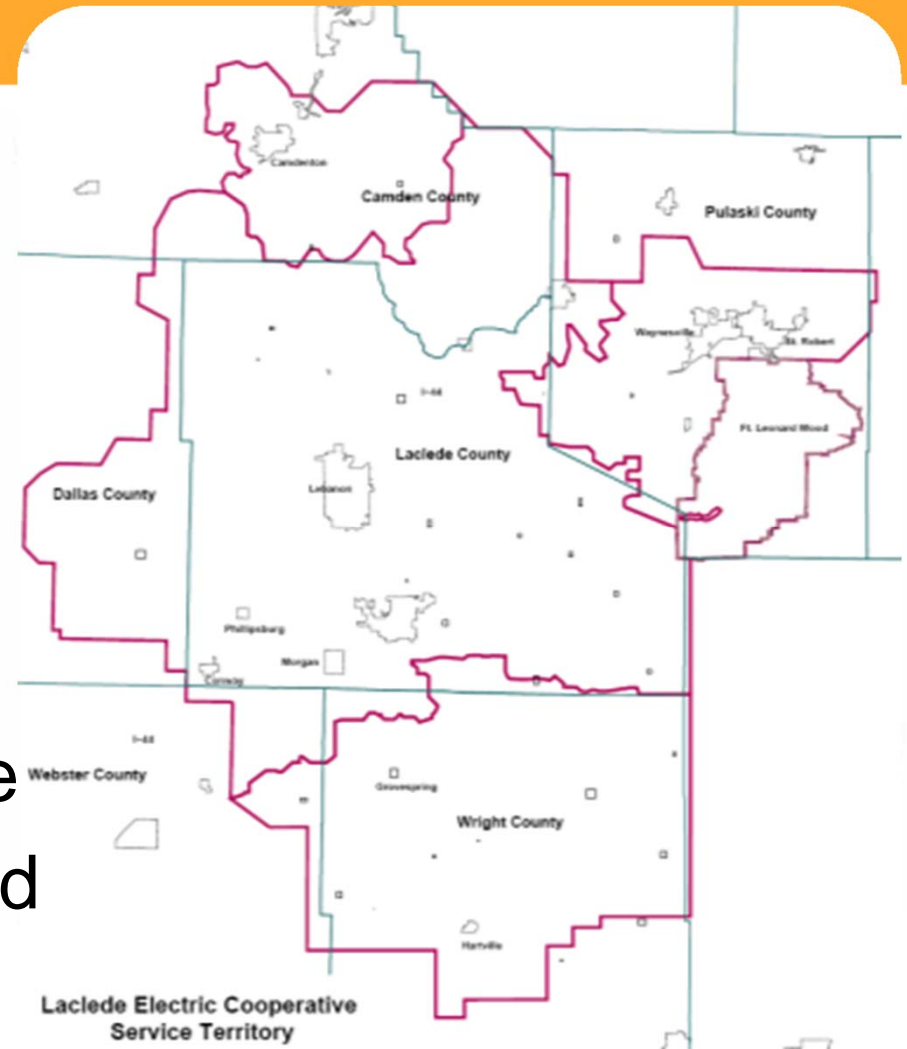 Camdenton
Camden County
Pulaski County
Waynesville
St. Robert
I-44
Ft. Leonard Wood
Laclede County
Lebanon
Dallas County
Phillipsburg
Morgan
Conway
I-44
e
Webster County
Grovespring
Wright County
d
Hartville
Laclede Electric Cooperative
Service Territory